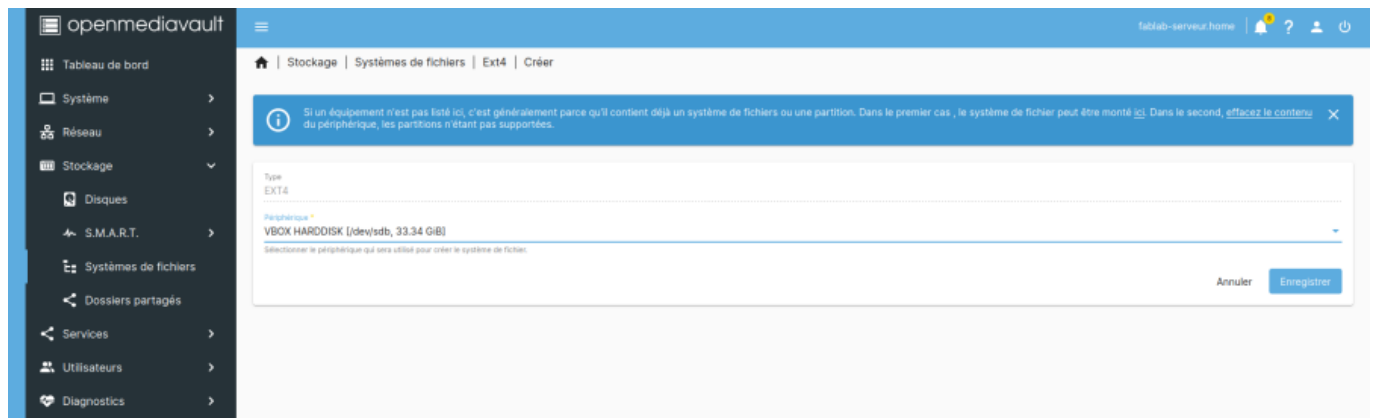 openmediavault
fablab-serveur.home
Tableau de bord
Stockage | Systèmes de fichiers | Ext4 | Créer
Système
Réseau
Stockage
Disques
S.M.A.R.T.
Systèmes de fichiers
Dossiers partagés
Services
Utilisateurs
Diagnostics
Si un équipement n'est pas listé ici, c'est généralement parce qu'il contient déjà un système de fichiers ou une partition. Dans le premier cas , le système de fichier peut être monté ici. Dans le second, effacez le contenu
du périphérique, les partitions n'étant pas supportées.
Type
EXT4
Périphérique *
VBOX HARDDISK [/dev/sdb, 33.34 GiB]
Sélectionner le périphérique qui sera utilisé pour créer le système de fichier.
Annuler
Enregistrer